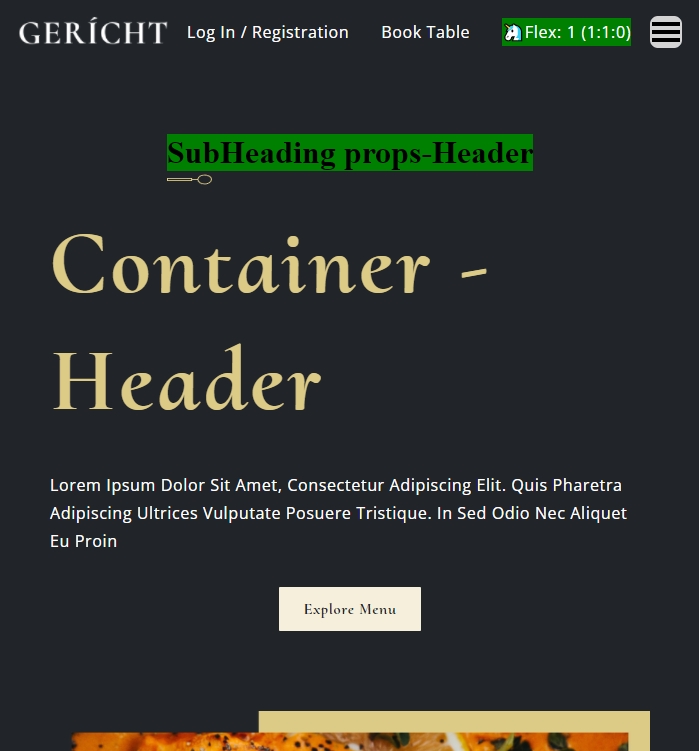 GERÍCHT
Log In / Registration
Book Table
🦄Flex: 1 (1:1:0)
SubHeading props-Header
Container -
Header
Lorem Ipsum Dolor Sit Amet, Consectetur Adipiscing Elit. Quis Pharetra
Adipiscing Ultrices Vulputate Posuere Tristique. In Sed Odio Nec Aliquet
Eu Proin
Explore Menu